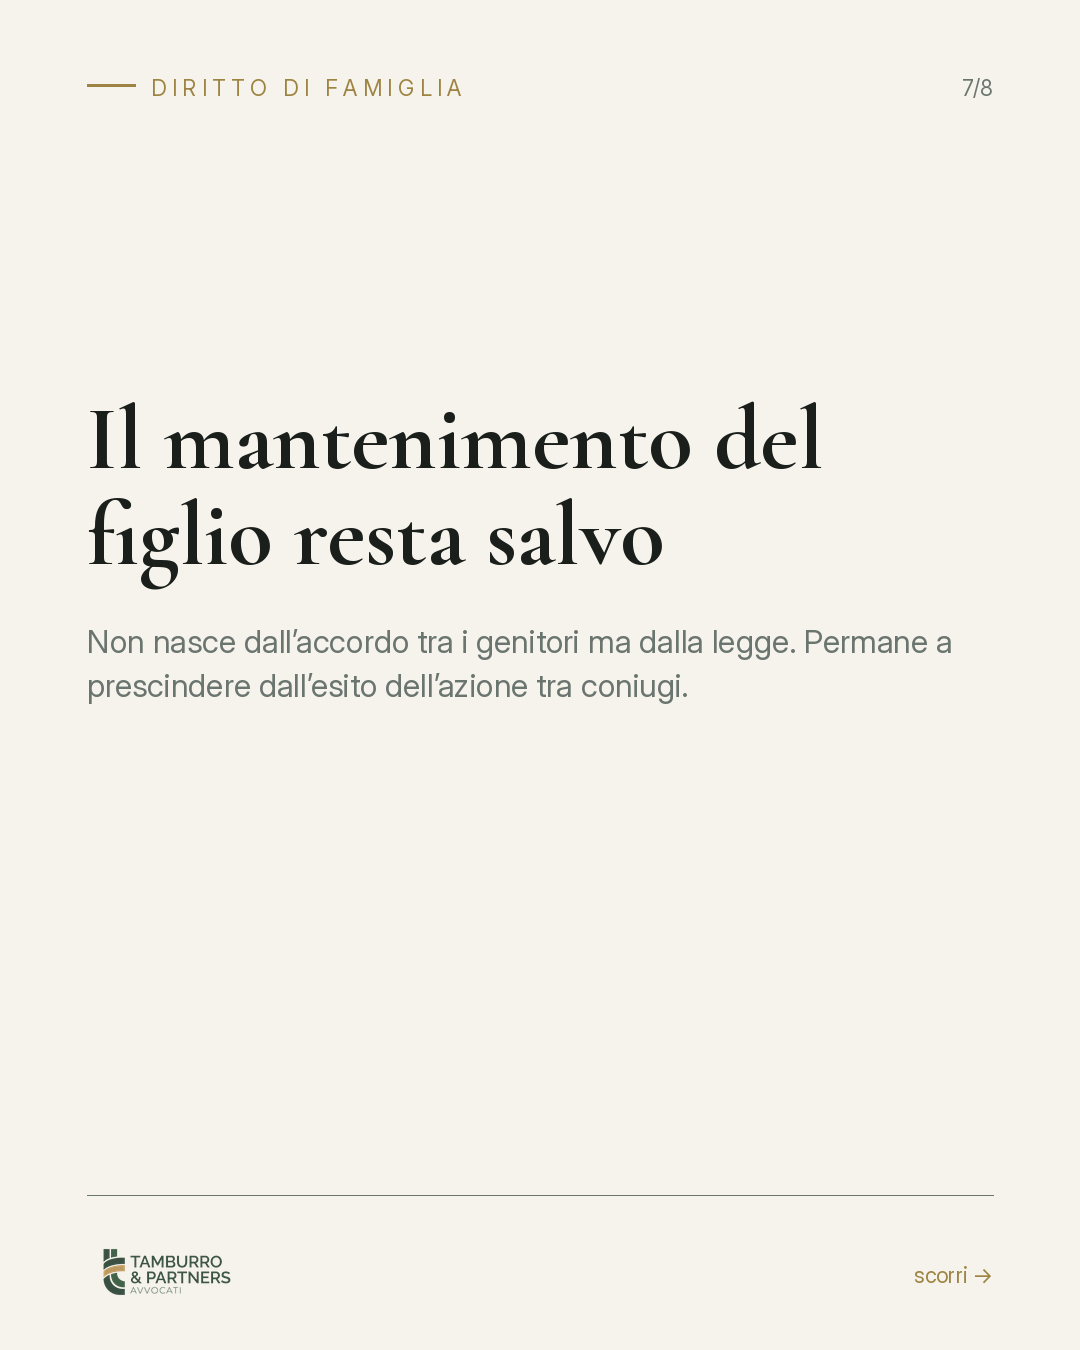 DIRITTO DI FAMIGLIA
7/8
Il mantenimento del
figlio resta salvo
Non nasce dall’accordo tra i genitori ma dalla legge. Permane a
prescindere dall’esito dell’azione tra coniugi.
TAMBURRO
& PARTNERS
AVVOCATI
scorri →